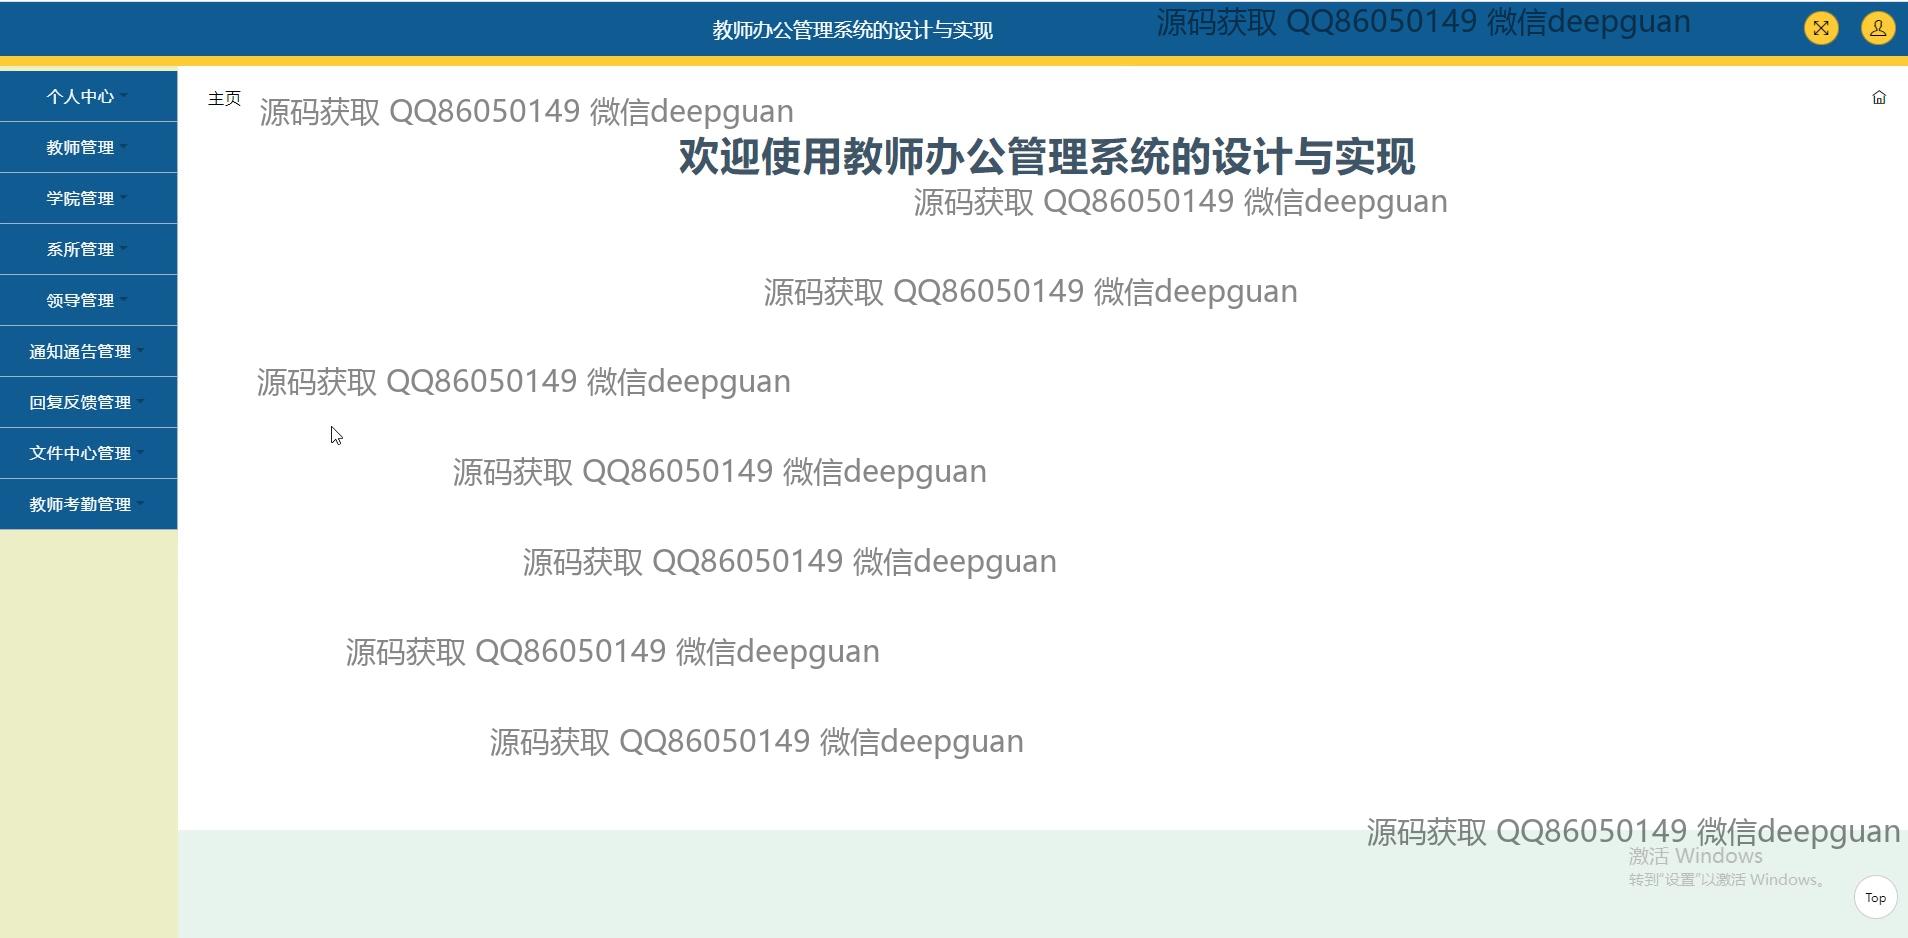 教师办公管理系统的设计与实现
源码获取 QQ86050149 微信deepguan
个人中心
教师管理
学院管理
系所管理
领导管理
通知通告管理
回复反馈管理
文件中心管理
教师考勤管理
主页
源码获取 QQ86050149 微信deepguan
欢迎使用教师办公管理系统的设计与实现
源码获取 QQ86050149 微信deepguan
源码获取 QQ86050149 微信deepguan
源码获取 QQ86050149 微信deepguan
源码获取 QQ86050149 微信deepguan
源码获取 QQ86050149 微信deepguan
源码获取 QQ86050149 微信deepguan
源码获取 QQ86050149 微信deepguan
源码获取 QQ86050149 微信deepguan
激活 Windows
转到“设置”以激活 Windows。
Top